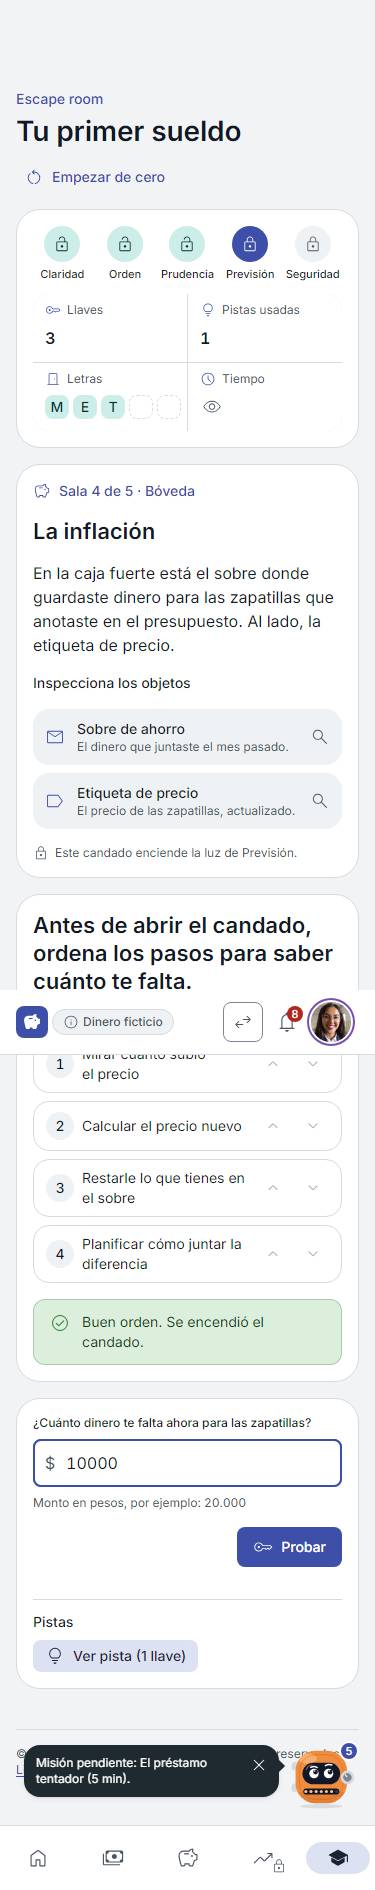 Escape room
Tu primer sueldo
Empezar de cero
Claridad
Orden
Prudencia
Previsión
Seguridad
Llaves
3
Pistas usadas
1
Letras
M E T
Tiempo
Sala 4 de 5 · Bóveda
La inflación
En la caja fuerte está el sobre donde
guardaste dinero para las zapatillas que
anotaste en el presupuesto. Al lado, la
etiqueta de precio.
Inspecciona los objetos
Sobre de ahorro
El dinero que juntaste el mes pasado.
Etiqueta de precio
El precio de las zapatillas, actualizado.
Este candado enciende la luz de Previsión.
Antes de abrir el candado,
ordena los pasos para saber
cuánto te falta.
Dinero ficticio
8
1
Mirar cuánto subió
el precio
2
Calcular el precio nuevo
3
Restarle lo que tienes en
el sobre
4
Planificar cómo juntar la
diferencia
Buen orden. Se encendió el
candado.
¿Cuánto dinero te falta ahora para las zapatillas?
$ 10000
Monto en pesos, por ejemplo: 20.000
Probar
Pistas
Ver pista (1 llave)
©
Misión pendiente: El préstamo
tentador (5 min).
5